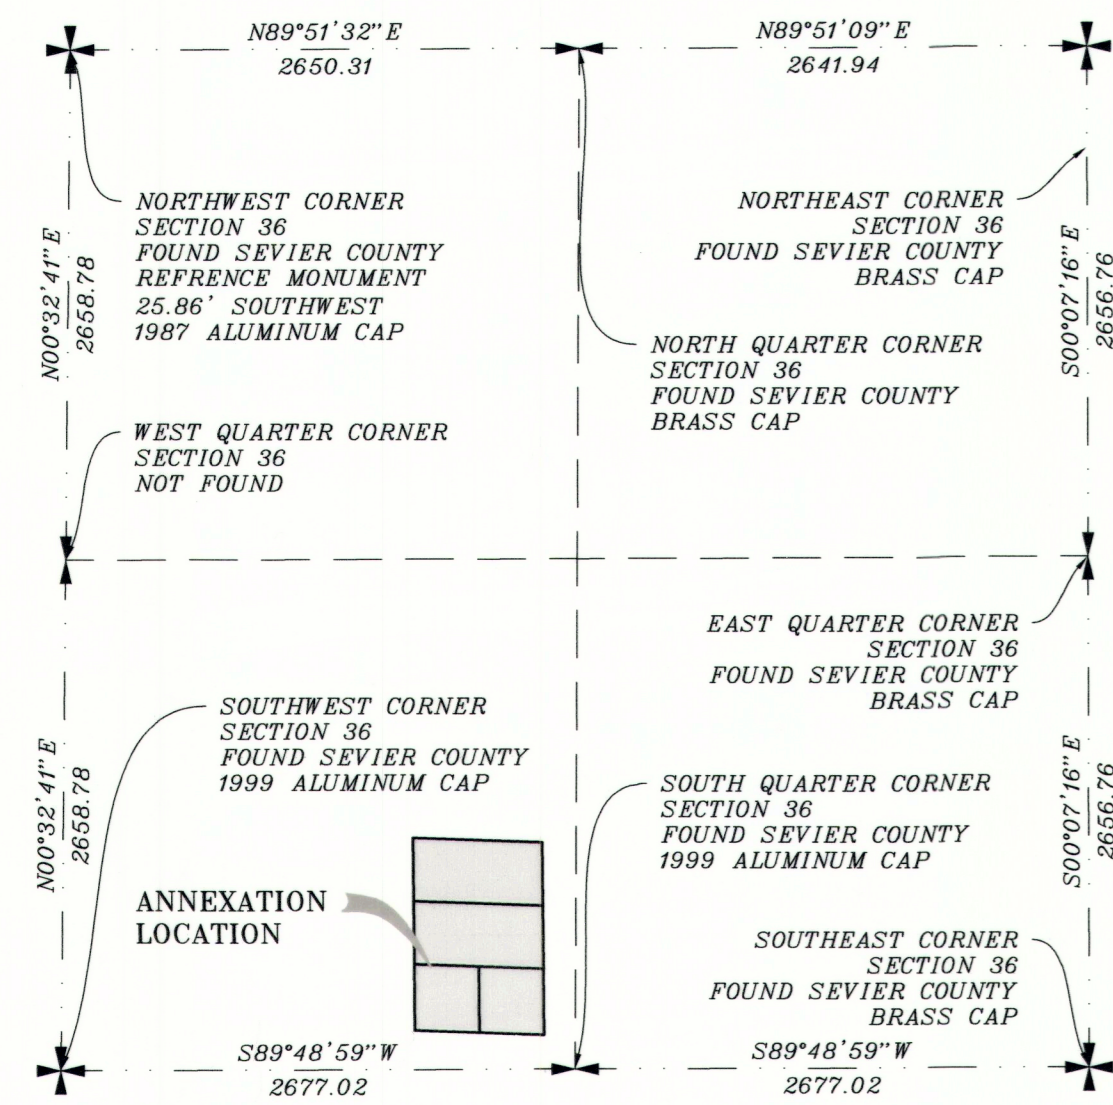 N89°51'32" E
2650.31
N89°51'09" E
2641.94
NORTHWEST CORNER
SECTION 36
FOUND SEVIER COUNTY
REFRENCE MONUMENT
25.86' SOUTHWEST
1987 ALUMINUM CAP
NORTHEAST CORNER
SECTION 36
FOUND SEVIER COUNTY
BRASS CAP
N00°32'41" E
2658.78
S00°07'16" E
2656.76
NORTH QUARTER CORNER
SECTION 36
FOUND SEVIER COUNTY
BRASS CAP
WEST QUARTER CORNER
SECTION 36
NOT FOUND
EAST QUARTER CORNER
SECTION 36
FOUND SEVIER COUNTY
BRASS CAP
SOUTHWEST CORNER
SECTION 36
FOUND SEVIER COUNTY
1999 ALUMINUM CAP
N00°32'41" E
2658.78
SOUTH QUARTER CORNER
SECTION 36
FOUND SEVIER COUNTY
1999 ALUMINUM CAP
S00°07'16" E
2656.76
ANNEXATION
LOCATION
SOUTHEAST CORNER
SECTION 36
FOUND SEVIER COUNTY
BRASS CAP
S89°48'59" W
2677.02
S89°48'59" W
2677.02